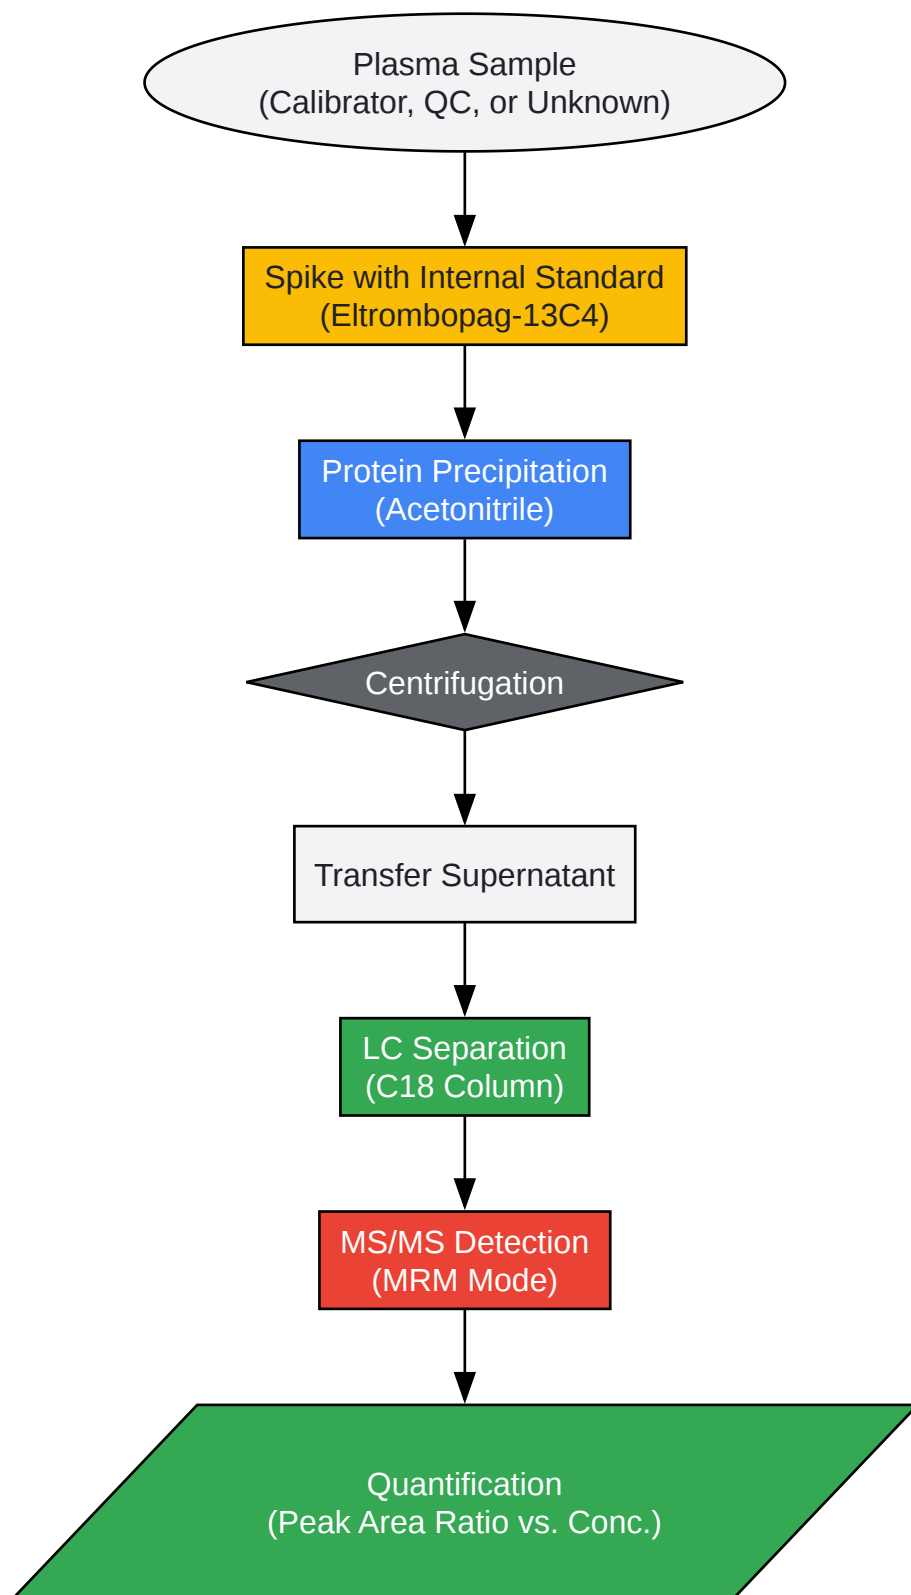 Plasma Sample
(Calibrator, QC, or Unknown)
Spike with Internal Standard
(Eltrombopag-13C4)
Protein Precipitation
(Acetonitrile)
Centrifugation
Transfer Supernatant
LC Separation
(C18 Column)
MS/MS Detection
(MRM Mode)
Quantification
(Peak Area Ratio vs. Conc.)